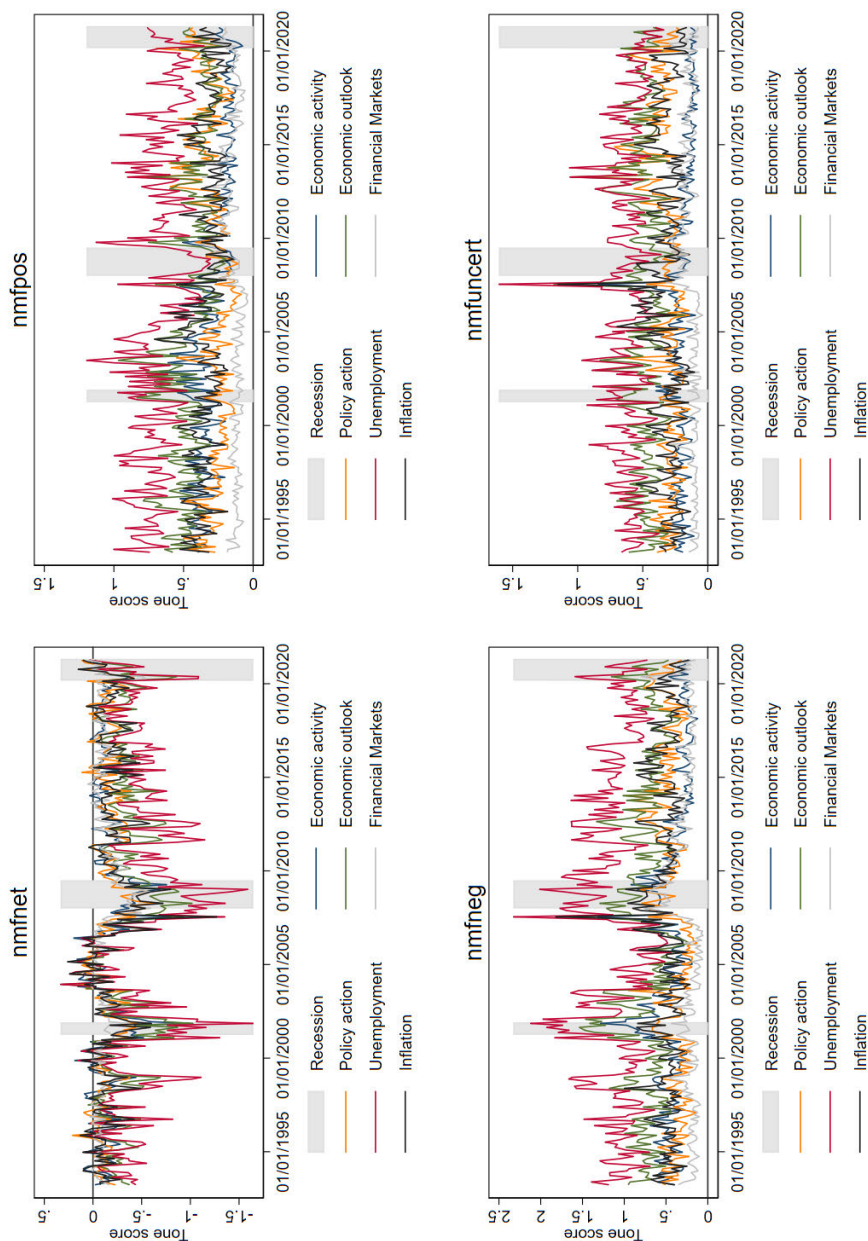 nmfnet
Tone score
.5
0
-.5
-1
-1.5
01/01/1995 01/01/2000 01/01/2005 01/01/2010 01/01/2015 01/01/2020
Recession
Policy action Economic activity
Unemployment Economic outlook
Inflation Financial Markets
nmfpos
Tone score
1.5
1
.5
0
01/01/1995 01/01/2000 01/01/2005 01/01/2010 01/01/2015 01/01/2020
Recession
Policy action Economic activity
Unemployment Economic outlook
Inflation Financial Markets
nmfneg
Tone score
2.5
2
1.5
1
.5
0
01/01/1995 01/01/2000 01/01/2005 01/01/2010 01/01/2015 01/01/2020
Recession
Policy action Economic activity
Unemployment Economic outlook
Inflation Financial Markets
nmfuncert
Tone score
1.5
1
.5
0
01/01/1995 01/01/2000 01/01/2005 01/01/2010 01/01/2015 01/01/2020
Recession
Policy action Economic activity
Unemployment Economic outlook
Inflation Financial Markets